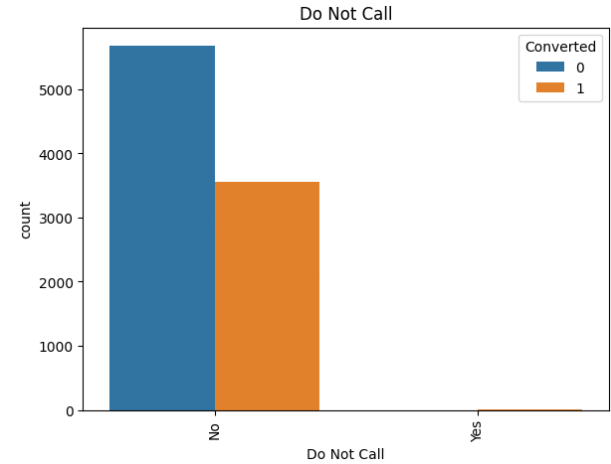 Do Not Call
Converted
0
1
5000
4000
3000
2000
1000
0
count
No
Yes
Do Not Call